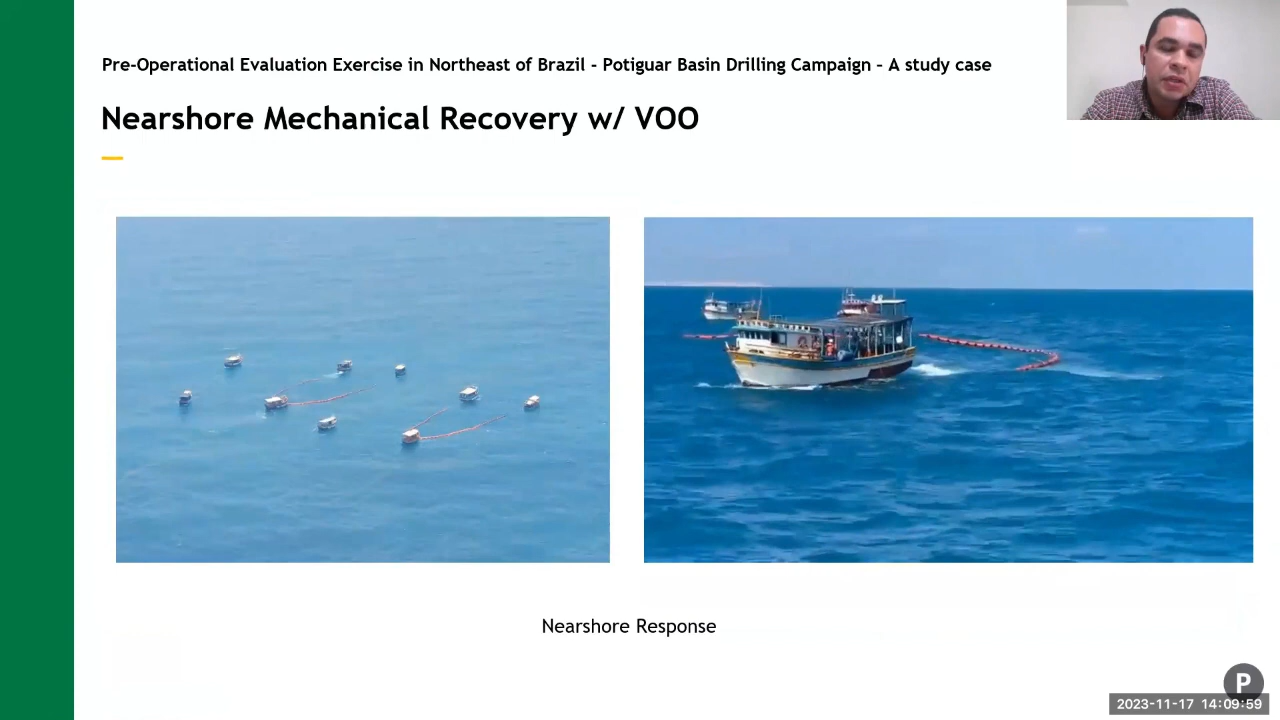 Pre-Operational Evaluation Exercise in Northeast of Brazil - Potiguar Basin Drilling Campaign – A study case
Nearshore Mechanical Recovery w/ VOO
Nearshore Response
P
2023-11-17 14:09:59